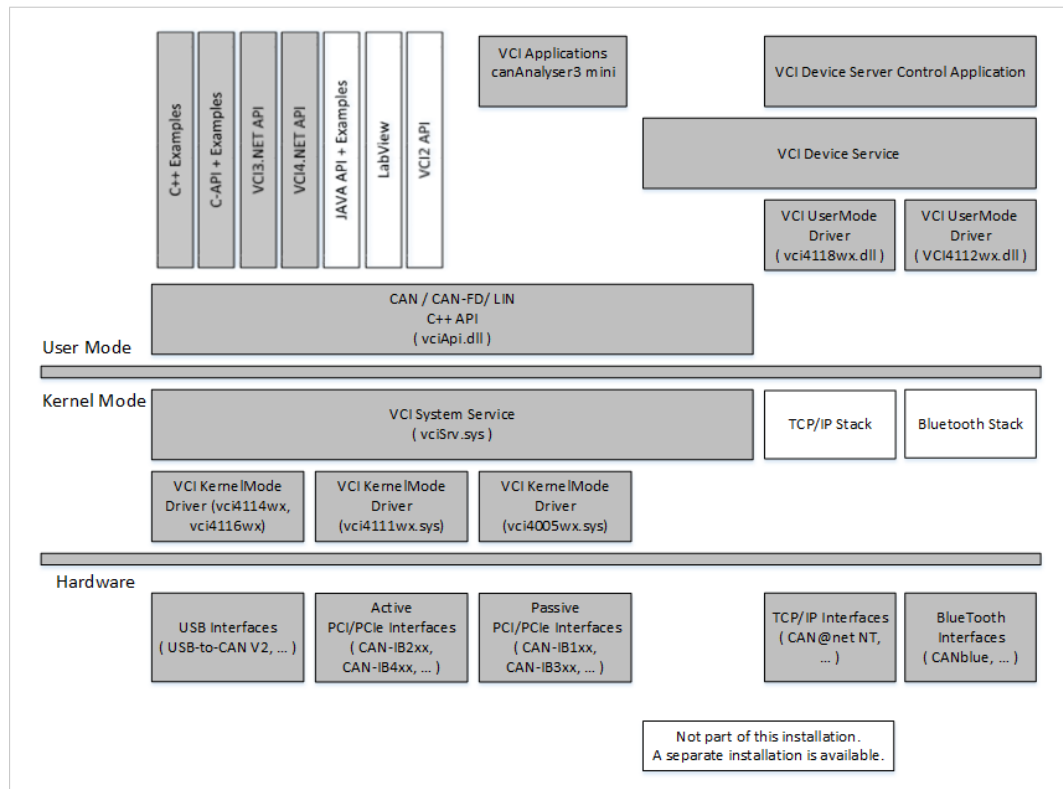 C++ Examples
C-API + Examples
VCI3.NET API
VCI4.NET API
JAVA API + Examples
LabView
VCI2 API
VCI Applications
canAnalyser3 mini
VCI Device Server Control Application
VCI Device Service
VCI UserMode
Driver
( vci4118wx.dll )
VCI UserMode
Driver
( VCI4112wx.dll )
CAN / CAN-FD/ LIN
C++ API
( vciApi.dll )
User Mode
Kernel Mode
VCI System Service
( vciSrv.sys )
TCP/IP Stack
Bluetooth Stack
VCI KernelMode
Driver (vci4114wx,
vci4116wx)
VCI KernelMode
Driver
(vci4111wx.sys)
VCI KernelMode
Driver
(vci4005wx.sys)
Hardware
USB Interfaces
( USB-to-CAN V2, ... )
Active
PCI/PCIe Interfaces
( CAN-IB2xx,
CAN-IB4xx, ... )
Passive
PCI/PCIe Interfaces
( CAN-IB1xx,
CAN-IB3xx, ... )
TCP/IP Interfaces
( CAN@net NT,
... )
BlueTooth
Interfaces
( CANblue, ... )
Not part of this installation.
A separate installation is available.